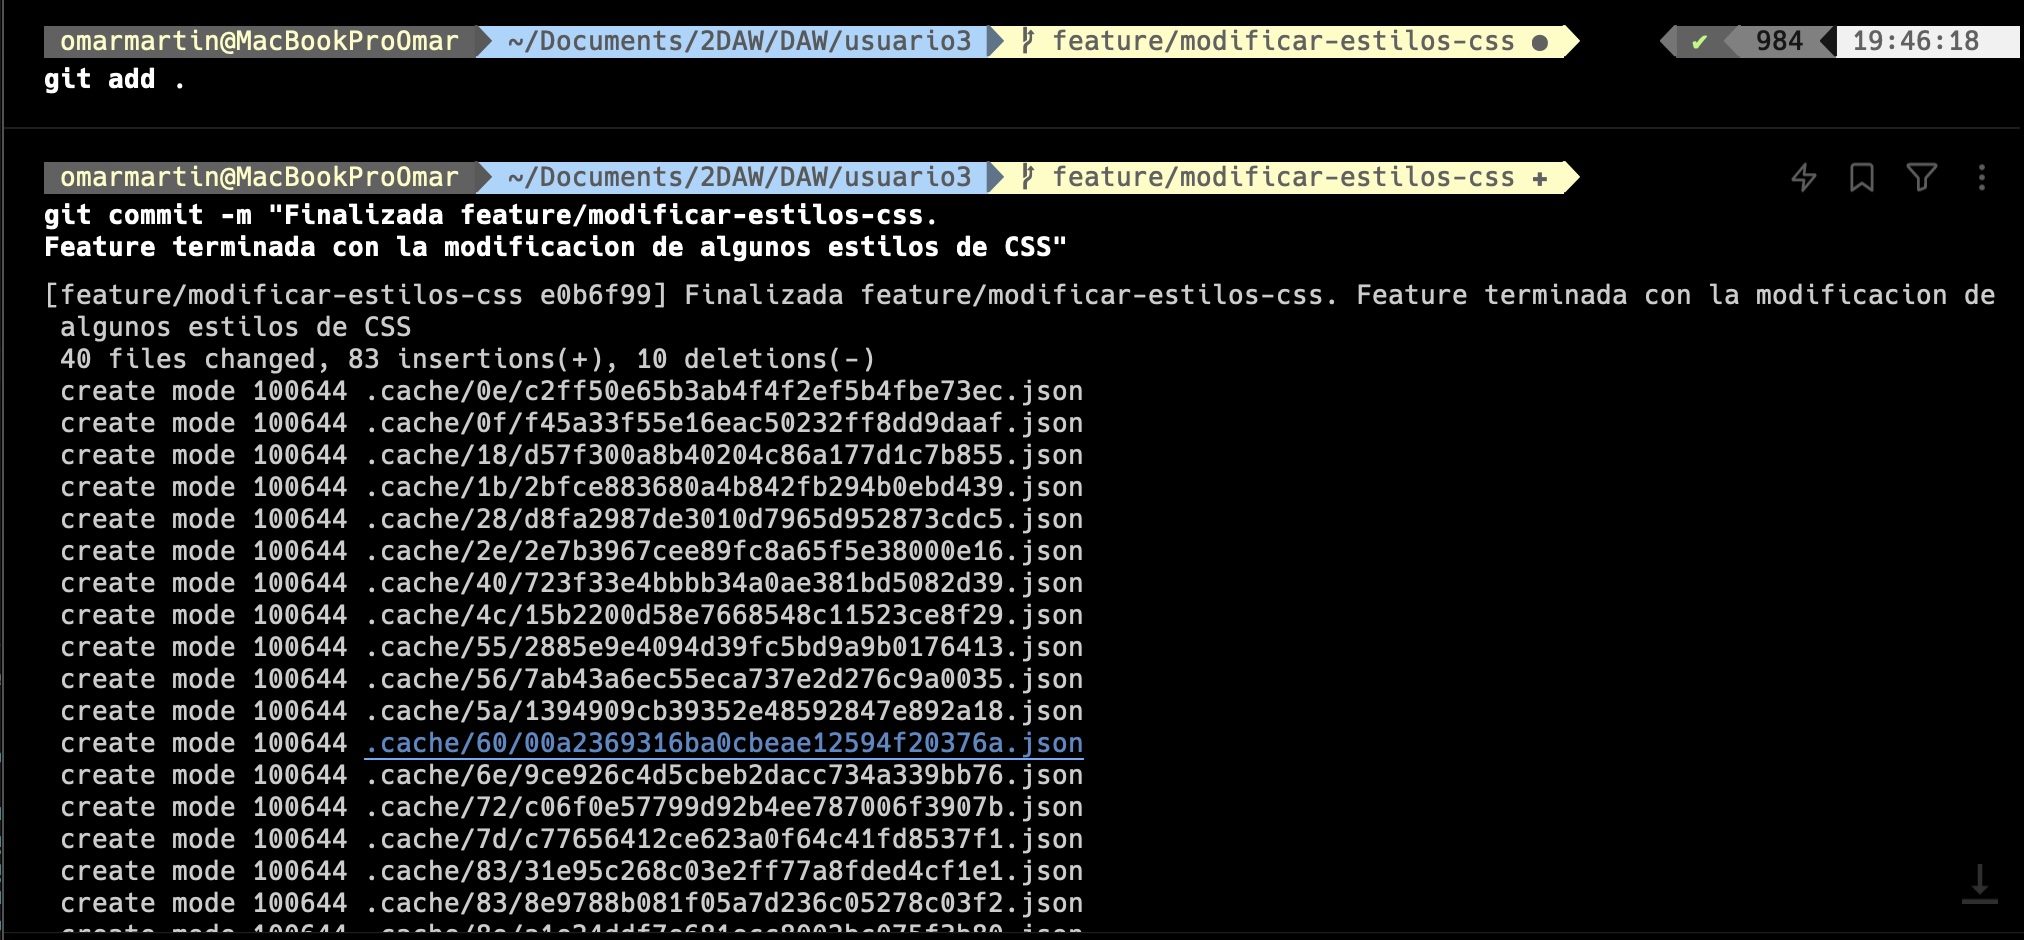 omarmartin@MacBookProOmar ~/Documents/2DAW/DAW/usuario3 feature/modificar-estilos-css ● ✔ 984 19:46:18
git add .
omarmartin@MacBookProOmar ~/Documents/2DAW/DAW/usuario3 feature/modificar-estilos-css +
git commit -m "Finalizada feature/modificar-estilos-css.
Feature terminada con la modificacion de algunos estilos de CSS"
[feature/modificar-estilos-css e0b6f99] Finalizada feature/modificar-estilos-css. Feature terminada con la modificacion de
algunos estilos de CSS
40 files changed, 83 insertions(+), 10 deletions(-)
create mode 100644 .cache/0e/c2ff50e65b3ab4f4f2ef5b4fbe73ec.json
create mode 100644 .cache/0f/f45a33f55e16eac50232ff8dd9daaf.json
create mode 100644 .cache/18/d57f300a8b40204c86a177d1c7b855.json
create mode 100644 .cache/1b/2bfce883680a4b842fb294b0ebd439.json
create mode 100644 .cache/28/d8fa2987de3010d7965d952873cdc5.json
create mode 100644 .cache/2e/2e7b3967cee89fc8a65f5e38000e16.json
create mode 100644 .cache/40/723f33e4bbbb34a0ae381bd5082d39.json
create mode 100644 .cache/4c/15b2200d58e7668548c11523ce8f29.json
create mode 100644 .cache/55/2885e9e4094d39fc5bd9a9b0176413.json
create mode 100644 .cache/56/7ab43a6ec55eca737e2d276c9a0035.json
create mode 100644 .cache/5a/1394909cb39352e48592847e892a18.json
create mode 100644 .cache/60/00a2369316ba0cbeae12594f20376a.json
create mode 100644 .cache/6e/9ce926c4d5cbeb2dacc734a339bb76.json
create mode 100644 .cache/72/c06f0e57799d92b4ee787006f3907b.json
create mode 100644 .cache/7d/c77656412ce623a0f64c41fd8537f1.json
create mode 100644 .cache/83/31e95c268c03e2ff77a8fded4cf1e1.json
create mode 100644 .cache/83/8e9788b081f05a7d236c05278c03f2.json
create mode 100644